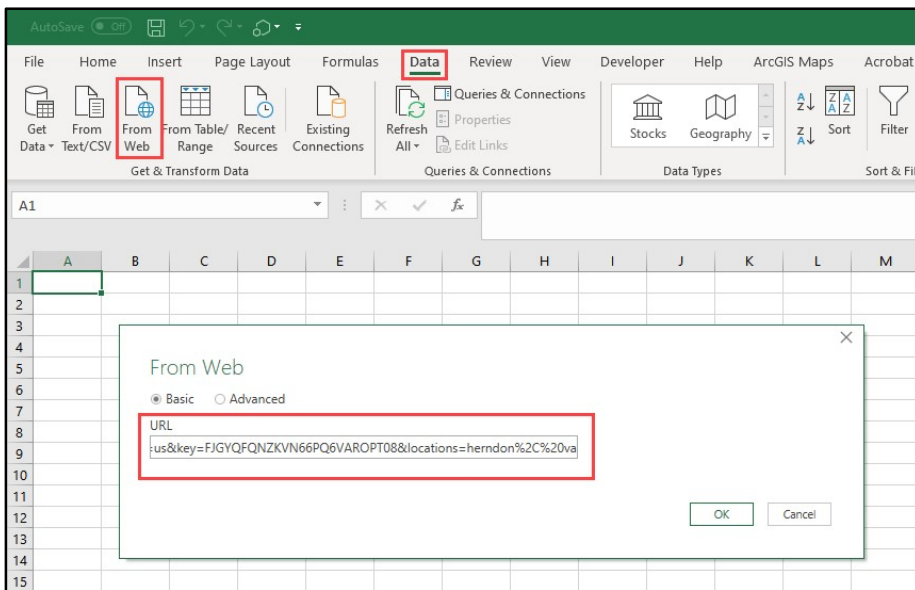 AutoSave Off
File Home Insert Page Layout Formulas Data Review View Developer Help ArcGIS Maps Acrobat
Get Data From Text/CSV From Web From Table/ Range Recent Sources Existing Connections Refresh All Queries & Connections
Properties
Edit Links
Stocks Geography Sort Filter
Get & Transform Data Queries & Connections Data Types Sort & Fil
A1 fx
A B C D E F G H I J K L M
1
2
3
4
5
6
7
8
9
10
11
12
13
14
15
From Web
Basic Advanced
URL
:us&key=FJGYQFQNZKVN66PQ6VAROPT08&locations=herndon%2C%20va
OK Cancel